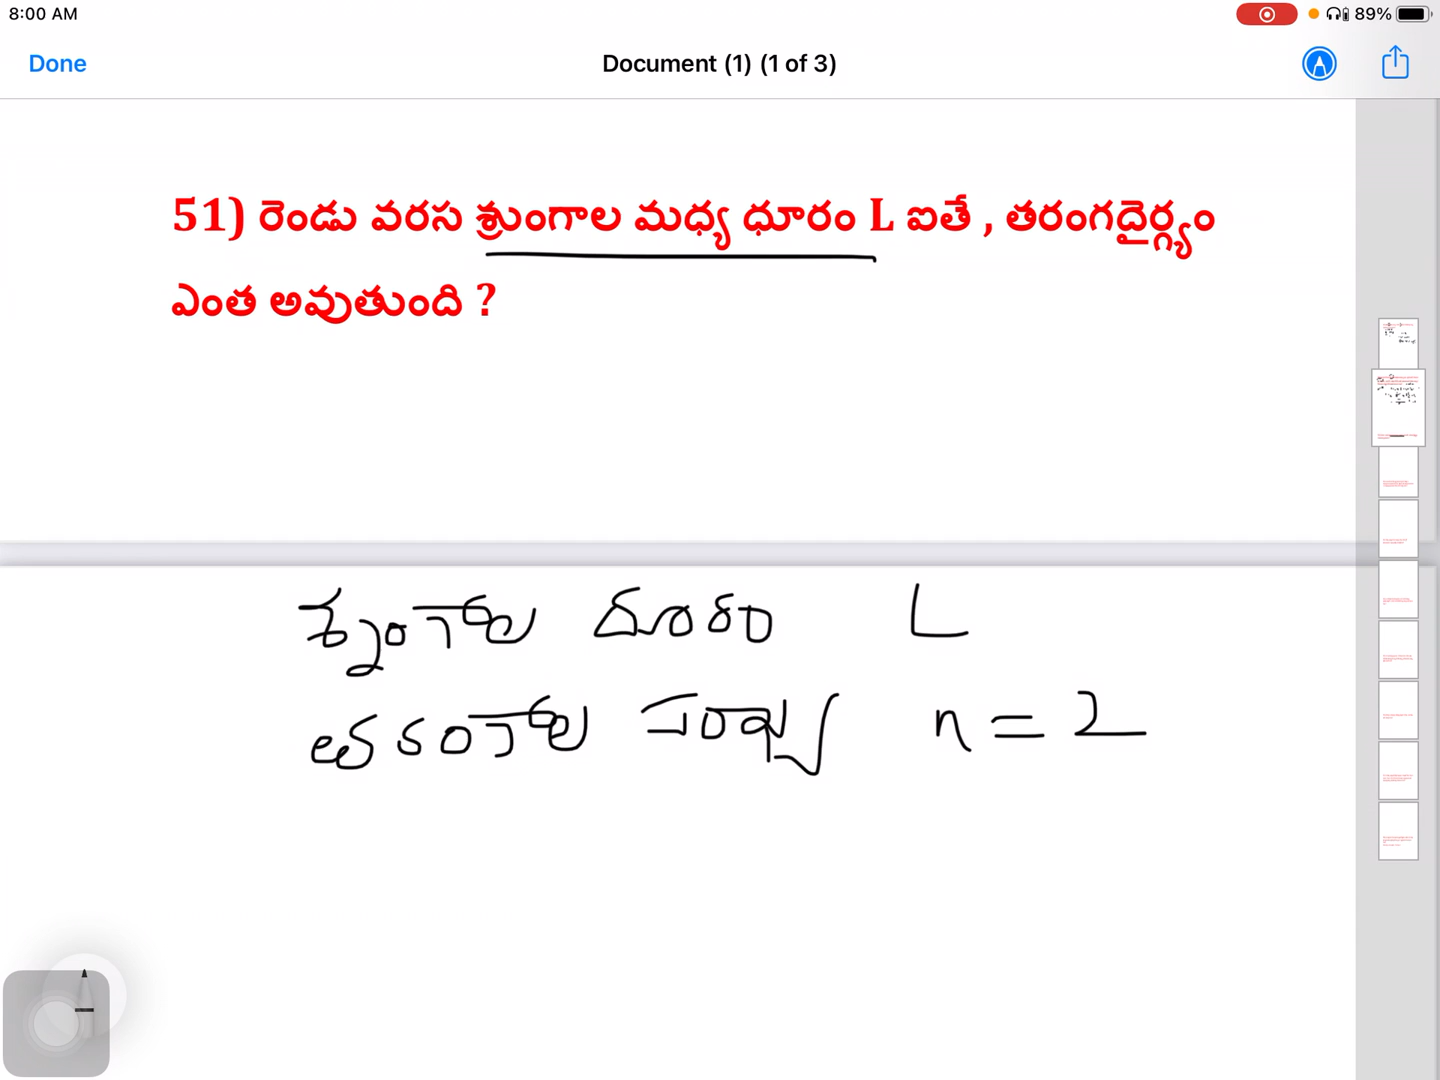 8:00 AM
89%
Done
Document (1) (1 of 3)
51) రెండు వరస శ్రుంగాల మధ్య ధూరం L ఐతే , తరంగదైర్గ్యం
ఎంత అవుతుంది ?
శృంగాల దూరం L
తరంగాల సంఖ్య n = 2